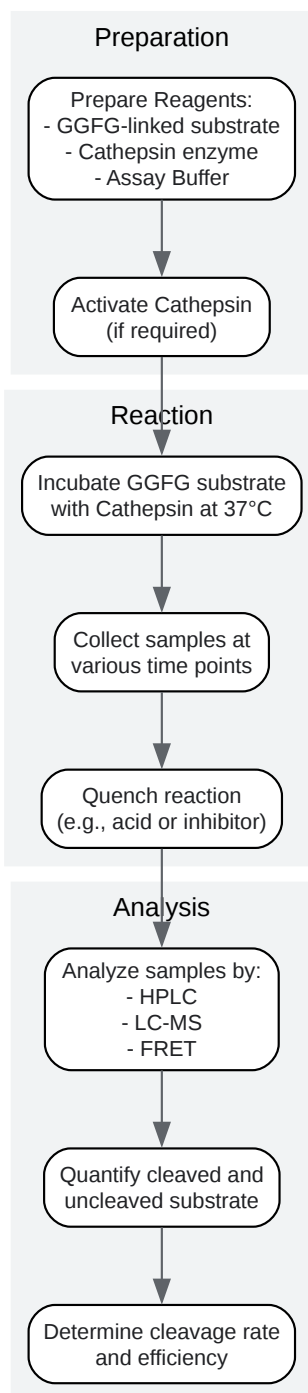 Preparation
Prepare Reagents:
- GGFG-linked substrate
- Cathepsin enzyme
- Assay Buffer
Activate Cathepsin
(if required)
Reaction
Incubate GGFG substrate
with Cathepsin at 37°C
Collect samples at
various time points
Quench reaction
(e.g., acid or inhibitor)
Analysis
Analyze samples by:
- HPLC
- LC-MS
- FRET
Quantify cleaved and
uncleaved substrate
Determine cleavage rate
and efficiency